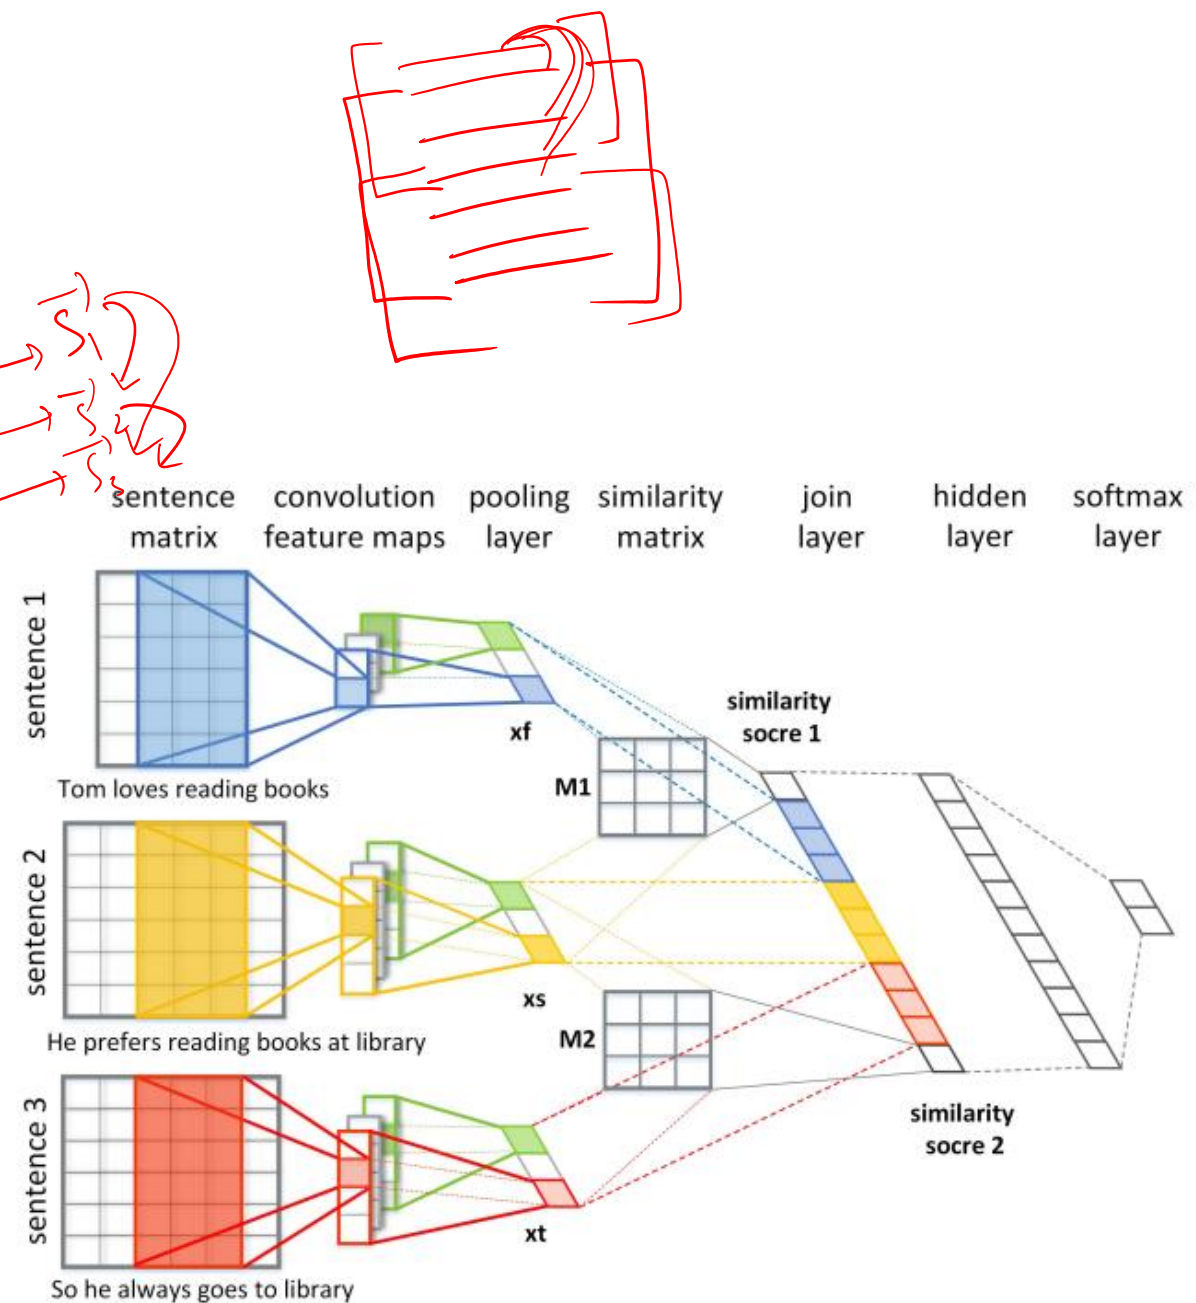 S1
S
S3
sentence matrix
convolution feature maps
pooling layer
similarity matrix
join layer
hidden layer
softmax layer
sentence 1
Tom loves reading books
xf
M1
similarity socre 1
sentence 2
He prefers reading books at library
xs
M2
similarity socre 2
sentence 3
So he always goes to library
xt